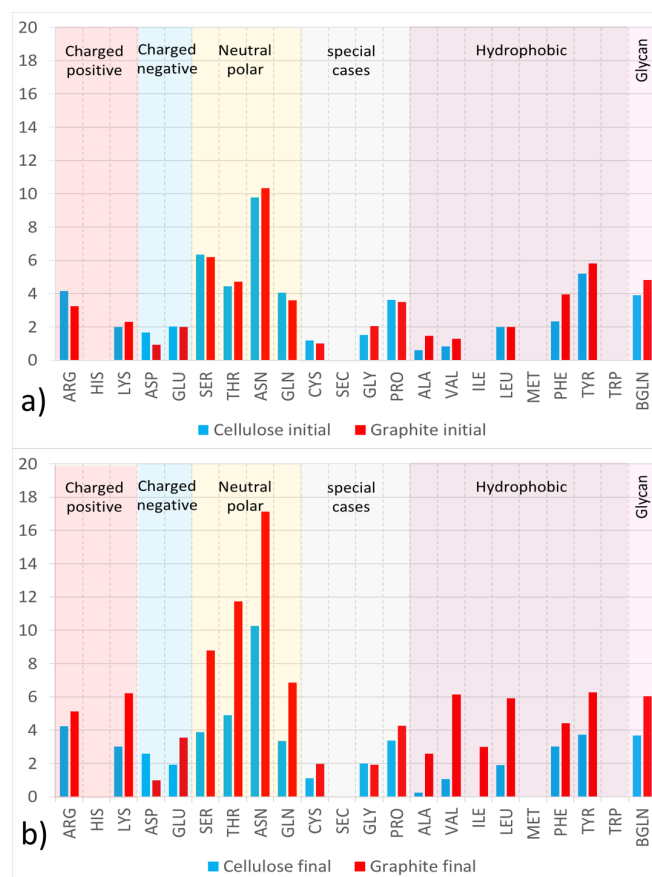 20
18
16
14
12
10
8
6
4
2
0
Charged
positive
Charged
negative
Neutral
polar
special
cases
Hydrophobic
Glycan
ARG
HIS
LYS
ASP
GLU
SER
THR
ASN
GLN
CYS
SEC
GLY
PRO
ALA
VAL
ILE
LEU
MET
PHE
TYR
TRP
BGLN
a)
Cellulose initial
Graphite initial
20
18
16
14
12
10
8
6
4
2
0
Charged
positive
Charged
negative
Neutral
polar
special
cases
Hydrophobic
Glycan
ARG
HIS
LYS
ASP
GLU
SER
THR
ASN
GLN
CYS
SEC
GLY
PRO
ALA
VAL
ILE
LEU
MET
PHE
TYR
TRP
BGLN
b)
Cellulose final
Graphite final